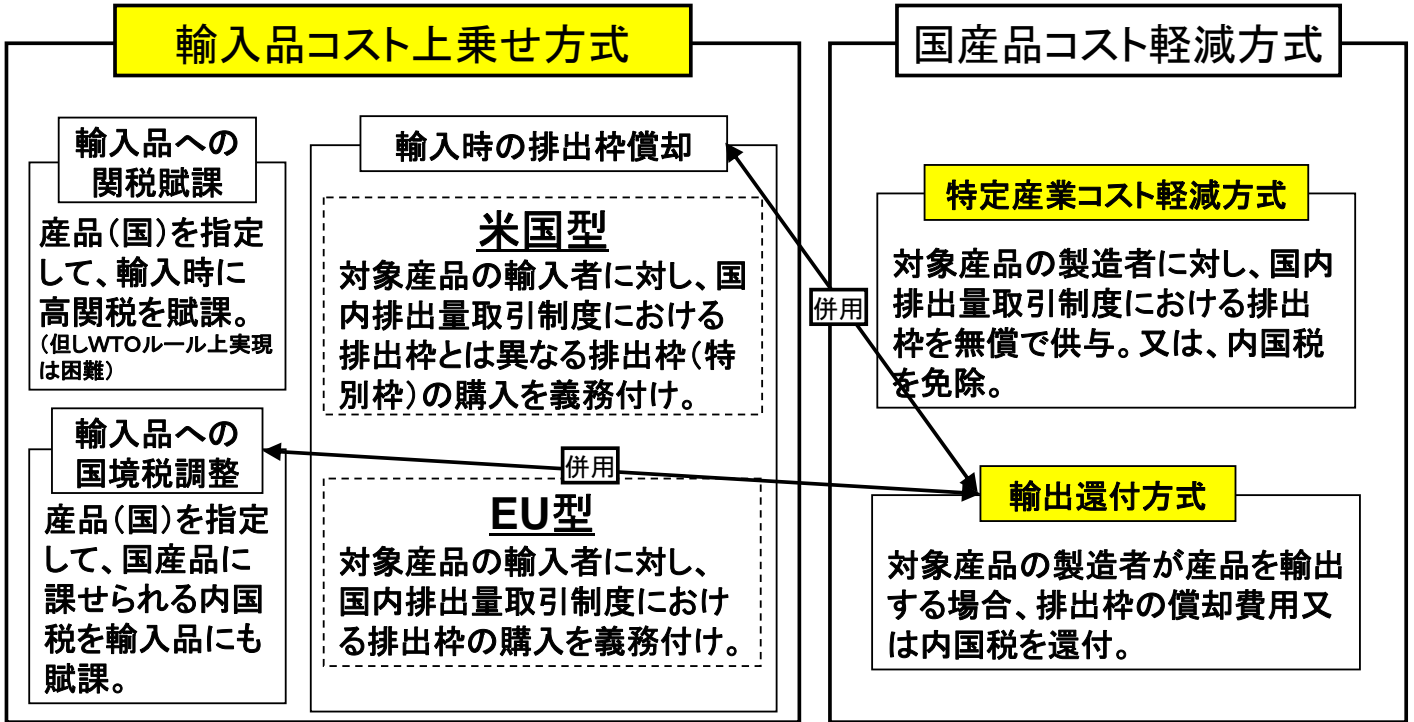 輸入品コスト上乗せ方式
輸入品への
関税賦課
産品（国）を指定
して、輸入時に
高関税を賦課。
（但しWTOルール上実現
は困難）
輸入品への
国境税調整
産品（国）を指定
して、国産品に
課せられる内国
税を輸入品にも
賦課。
輸入時の排出枠償却
米国型
対象産品の輸入者に対し、国
内排出量取引制度における
排出枠とは異なる排出枠（特
別枠）の購入を義務付け。
併用
EU型
対象産品の輸入者に対し、
国内排出量取引制度におけ
る排出枠の購入を義務付け。
併用
国産品コスト軽減方式
特定産業コスト軽減方式
対象産品の製造者に対し、国内
排出量取引制度における排出
枠を無償で供与。又は、内国税
を免除。
輸出還付方式
対象産品の製造者が産品を輸出
する場合、排出枠の償却費用又
は内国税を還付。